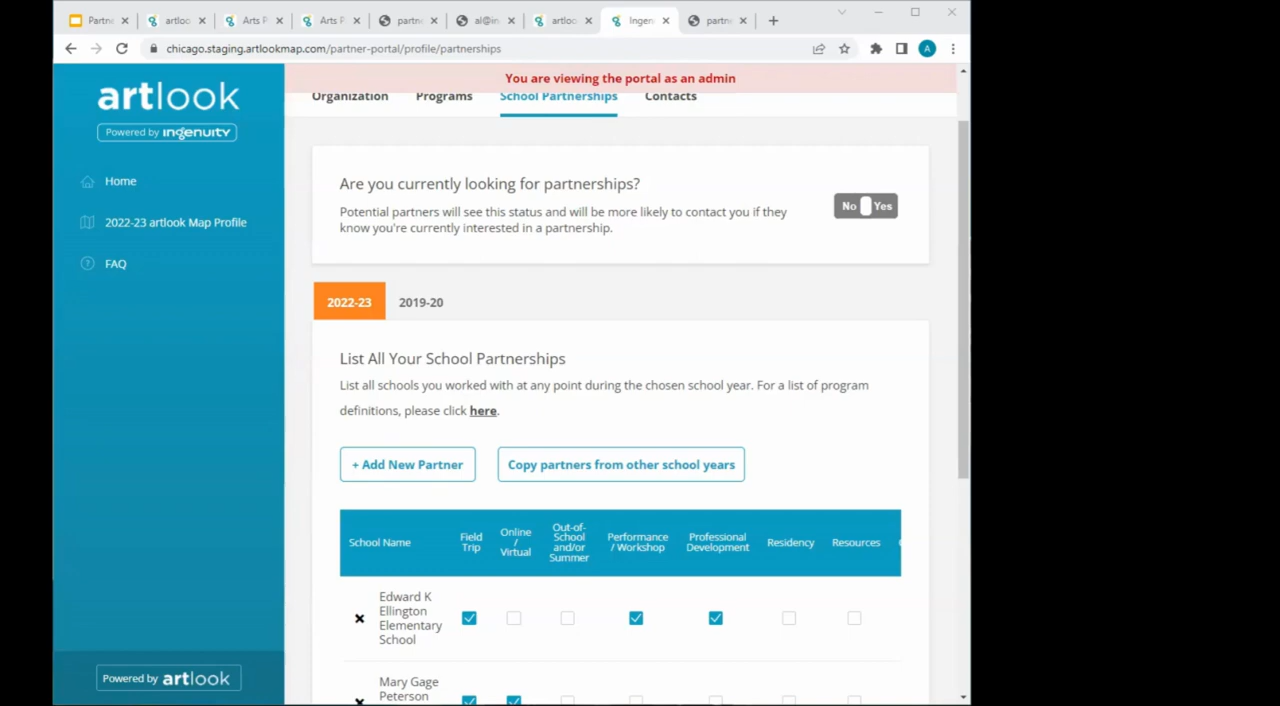 Partne
artloo
Arts P
Arts P
partne
al@in
artloo
Ingen
partne
chicago.staging.artlookmap.com/partner-portal/profile/partnerships
A
artlook
Powered by ingenuity
Home
2022-23 artlook Map Profile
FAQ
Powered by artlook
You are viewing the portal as an admin
Organization Programs School Partnerships Contacts
Are you currently looking for partnerships?
Potential partners will see this status and will be more likely to contact you if they
know you're currently interested in a partnership.
No Yes
2022-23 2019-20
List All Your School Partnerships
List all schools you worked with at any point during the chosen school year. For a list of program
definitions, please click here.
+ Add New Partner
Copy partners from other school years
School Name
Field
Trip
Online
/
Virtual
Out-of-
School
and/or
Summer
Performance
/ Workshop
Professional
Development
Residency
Resources
Edward K
Ellington
Elementary
School
Mary Gage
Peterson